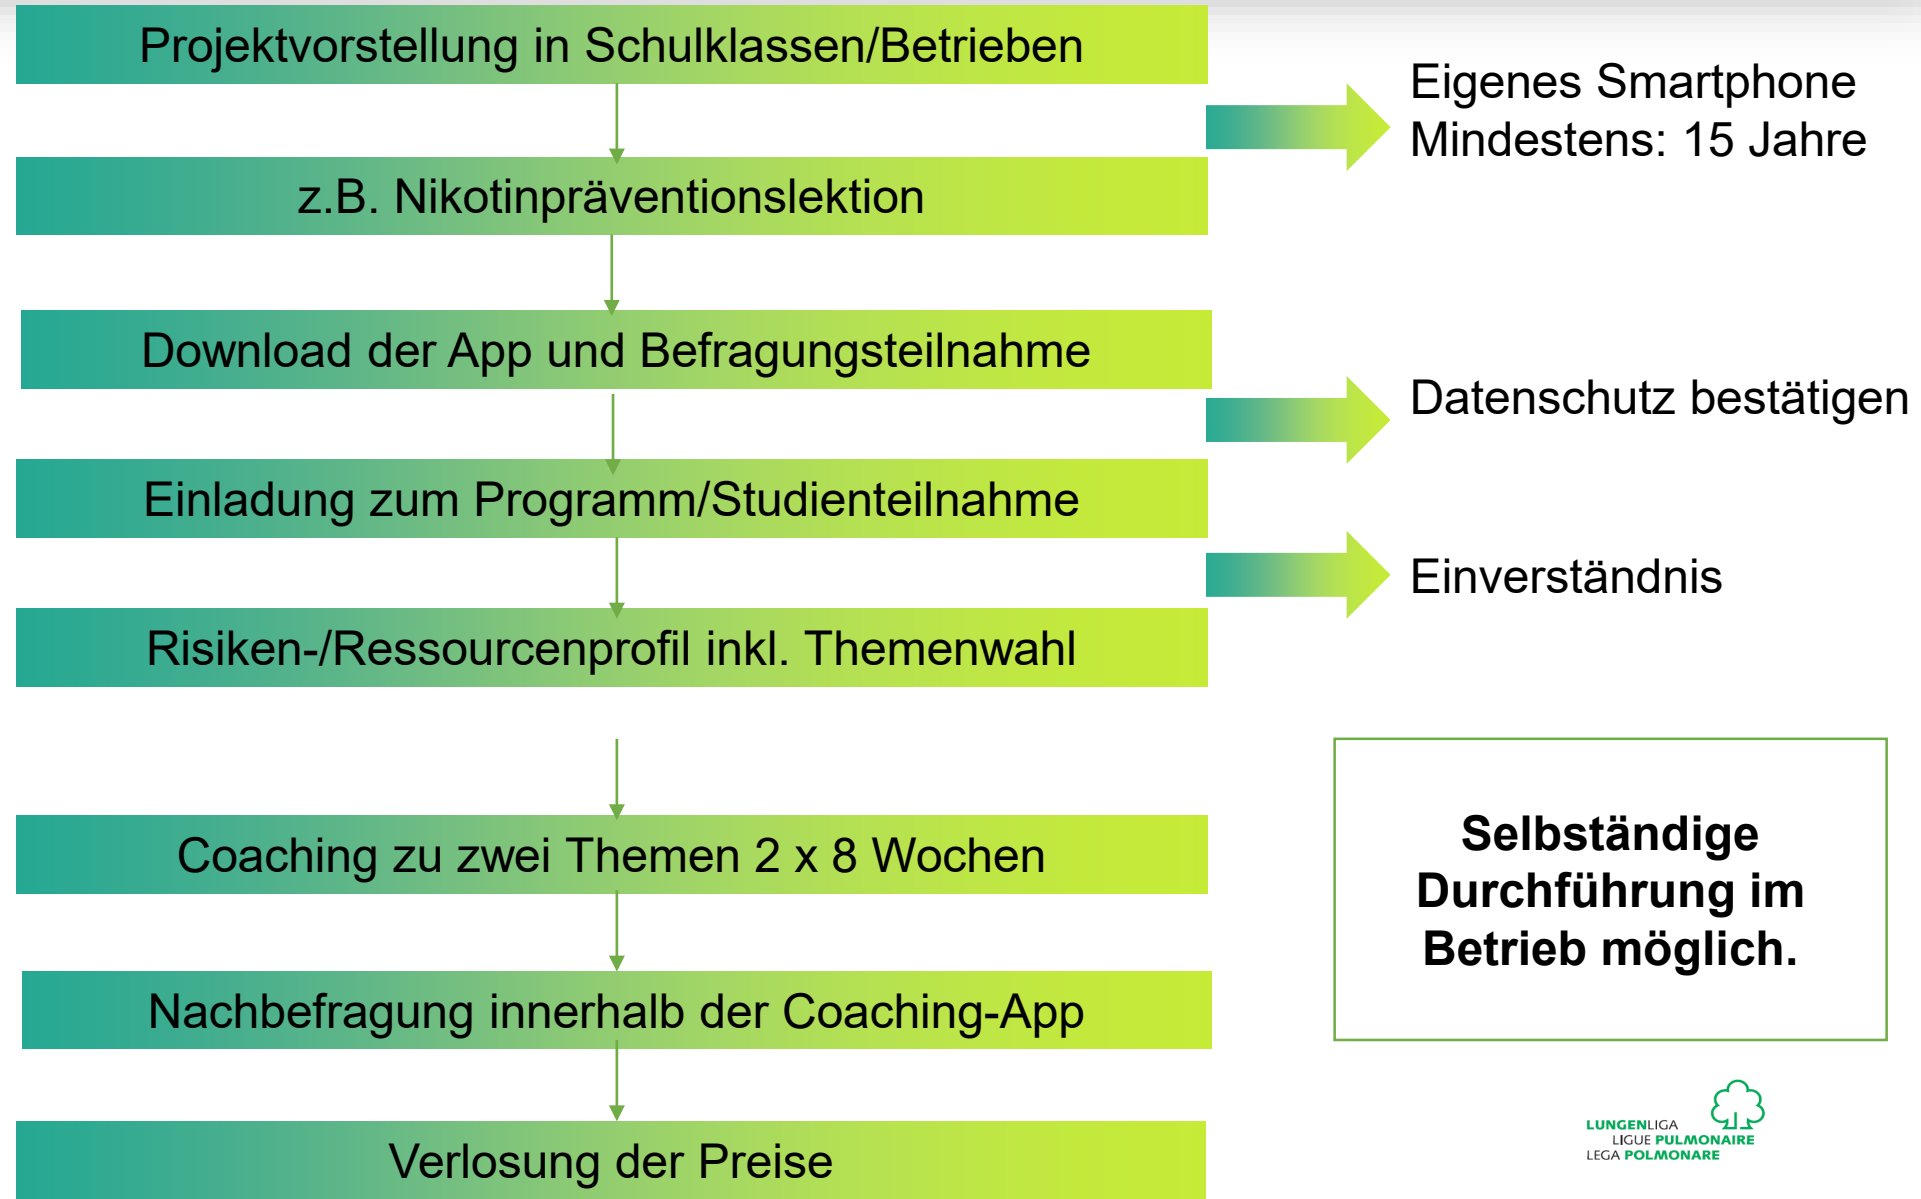 Projektvorstellung in Schulklassen/Betrieben
Eigenes Smartphone
Mindestens: 15 Jahre
z.B. Nikotinpräventionslektion
Download der App und Befragungsteilnahme
Datenschutz bestätigen
Einladung zum Programm/Studienteilnahme
Einverständnis
Risiken-/Ressourcenprofil inkl. Themenwahl
Coaching zu zwei Themen 2 x 8 Wochen
Nachbefragung innerhalb der Coaching-App
Verlosung der Preise
Selbständige
Durchführung im
Betrieb möglich.
LUNGENLIGA
LIGUE PULMONAIRE
LEGA POLMONARE